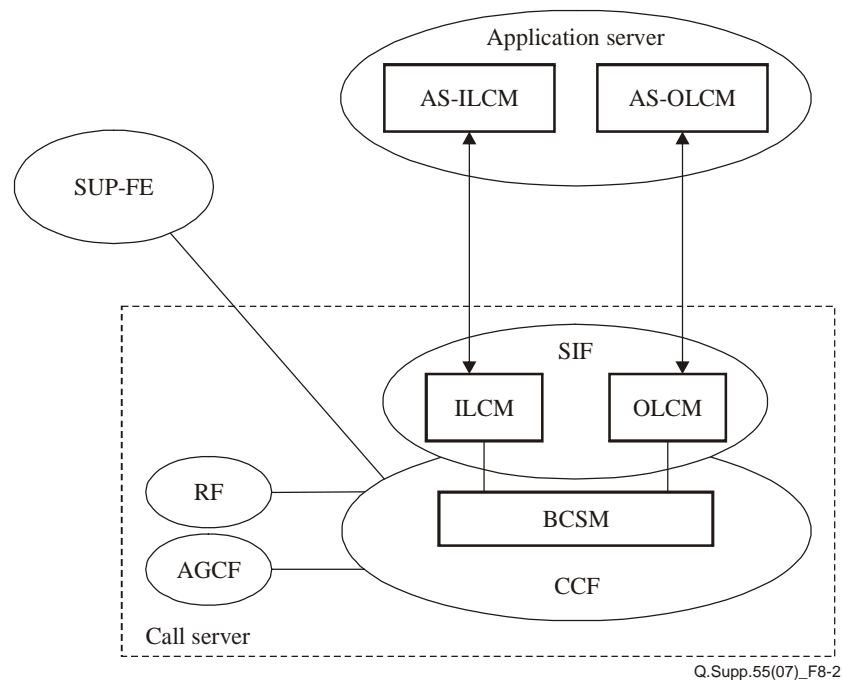 Application server
AS-ILCM
AS-OLCM
SUP-FE
SIF
ILCM
OLCM
RF
BCSM
AGCF
CCF
Call server
Q.Supp.55(07)_F8-2